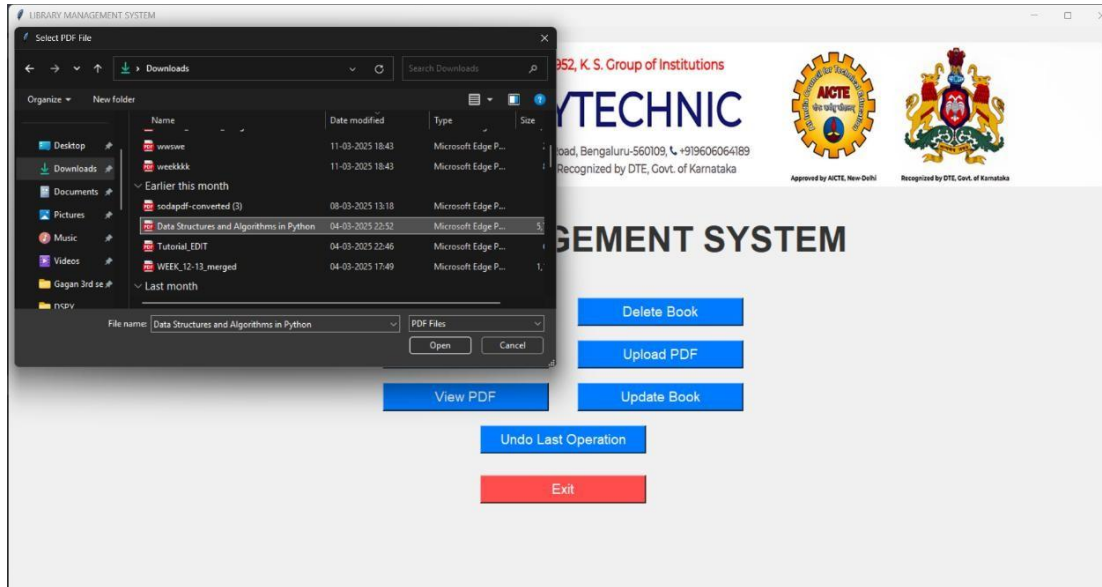 LIBRARY MANAGEMENT SYSTEM
Select PDF File
Downloads
Search Downloads
Organize
New folder
Name Date modified Type Size
wwswe 11-03-2025 18:43 Microsoft Edge P...
weekkkk 11-03-2025 18:43 Microsoft Edge P...
Earlier this month
sodapdf-converted (3) 08-03-2025 13:18 Microsoft Edge P...
Data Structures and Algorithms in Python 04-03-2025 22:52 Microsoft Edge P... 5,
Tutorial_EDIT 04-03-2025 22:46 Microsoft Edge P...
WEEK_12-13_merged 04-03-2025 17:49 Microsoft Edge P... 1,
Last month
Desktop
Downloads
Documents
Pictures
Music
Videos
Gagan 3rd se
DSPY
File name: Data Structures and Algorithms in Python
PDF Files
Open
Cancel
952, K. S. Group of Institutions
YTECHNIC
oad, Bengaluru-560109, +919606064189
Recognized by DTE, Govt. of Karnataka
AICTE
Approved by AICTE, New-Delhi
Recognized by DTE, Govt. of Karnataka
GEMENT SYSTEM
Delete Book
Upload PDF
View PDF
Update Book
Undo Last Operation
Exit